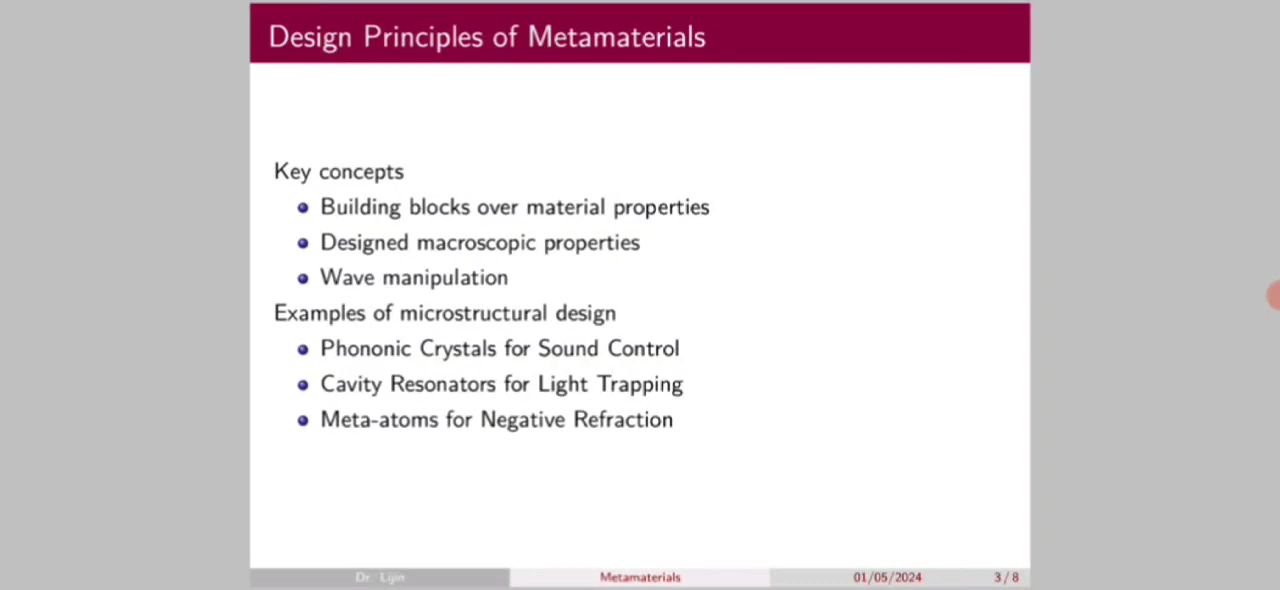 Design Principles of Metamaterials
Key concepts
Building blocks over material properties
Designed macroscopic properties
Wave manipulation
Examples of microstructural design
Phononic Crystals for Sound Control
Cavity Resonators for Light Trapping
Meta-atoms for Negative Refraction
Dr. Lijin Metamaterials 01/05/2024 3 / 8